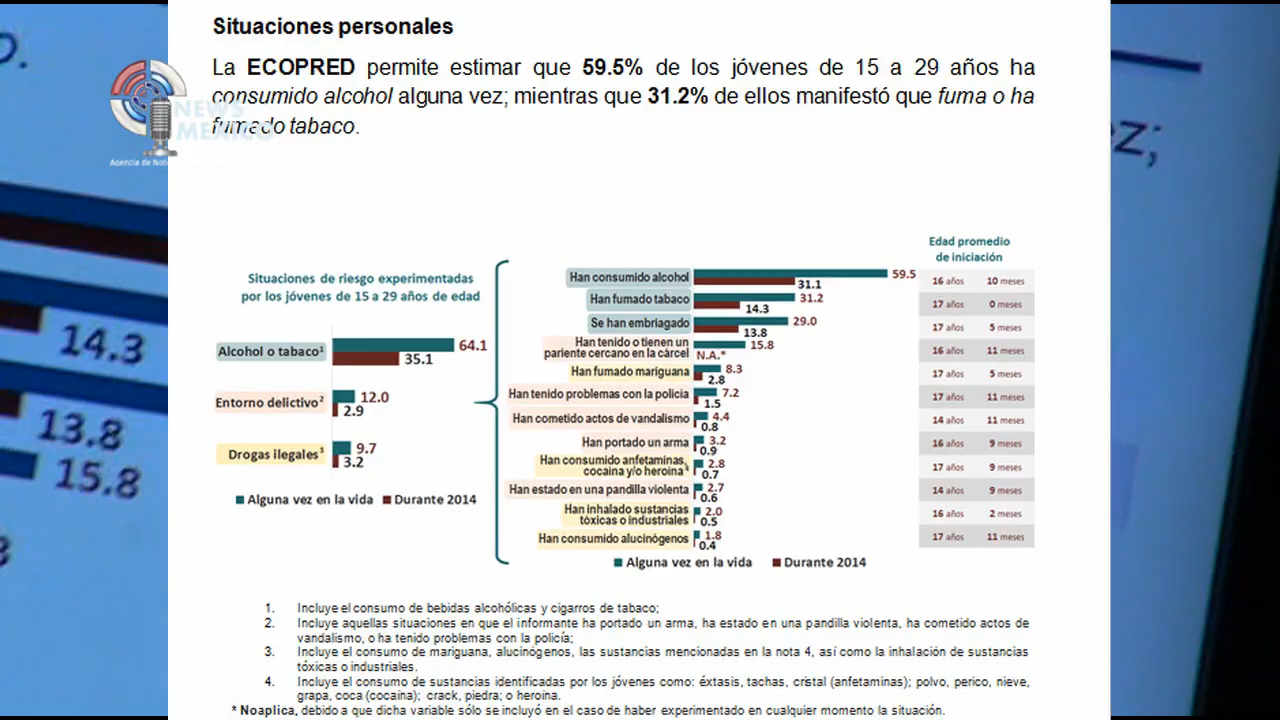 Situaciones personales
La ECOPRED permite estimar que 59.5% de los jóvenes de 15 a 29 años ha
consumido alcohol alguna vez; mientras que 31.2% de ellos manifestó que fuma o ha
fumado tabaco.
NEWS
MEXICO
Agencia de Noti
ez;
Situaciones de riesgo experimentadas
por los jóvenes de 15 a 29 años de edad
Alcohol o tabaco¹ 64.1
35.1
Entorno delictivo² 12.0
2.9
Drogas ilegales³ 9.7
3.2
Alguna vez en la vida Durante 2014
Edad promedio
de iniciación
Han consumido alcohol 59.5 31.1 16 años 10 meses
Han fumado tabaco 31.2 14.3 17 años 0 meses
Se han embriagado 29.0 13.8 17 años 5 meses
Han tenido o tienen un
pariente cercano en la cárcel 15.8 N.A.* 16 años 11 meses
Han fumado mariguana 8.3 2.8 17 años 5 meses
Han tenido problemas con la policía 7.2 1.5 17 años 11 meses
Han cometido actos de vandalismo 4.4 0.8 14 años 11 meses
Han portado un arma 3.2 0.9 16 años 9 meses
Han consumido anfetaminas,
cocaína y/o heroína⁴ 2.8 0.7 17 años 9 meses
Han estado en una pandilla violenta 2.7 0.6 14 años 9 meses
Han inhalado sustancias
tóxicas o industriales 2.0 0.5 16 años 2 meses
Han consumido alucinógenos 1.8 0.4 17 años 11 meses
Alguna vez en la vida Durante 2014
14.3
13.8
15.8
1. Incluye el consumo de bebidas alcohólicas y cigarros de tabaco;
2. Incluye aquellas situaciones en que el informante ha portado un arma, ha estado en una pandilla violenta, ha cometido actos de
vandalismo, o ha tenido problemas con la policía;
3. Incluye el consumo de mariguana, alucinógenos, las sustancias mencionadas en la nota 4, así como la inhalación de sustancias
tóxicas o industriales.
4. Incluye el consumo de sustancias identificadas por los jóvenes como: éxtasis, tachas, cristal (anfetaminas); polvo, perico, nieve,
grapa, coca (cocaína); crack, piedra; o heroína.
* Noaplica, debido a que dicha variable sólo se incluyó en el caso de haber experimentado en cualquier momento la situación.